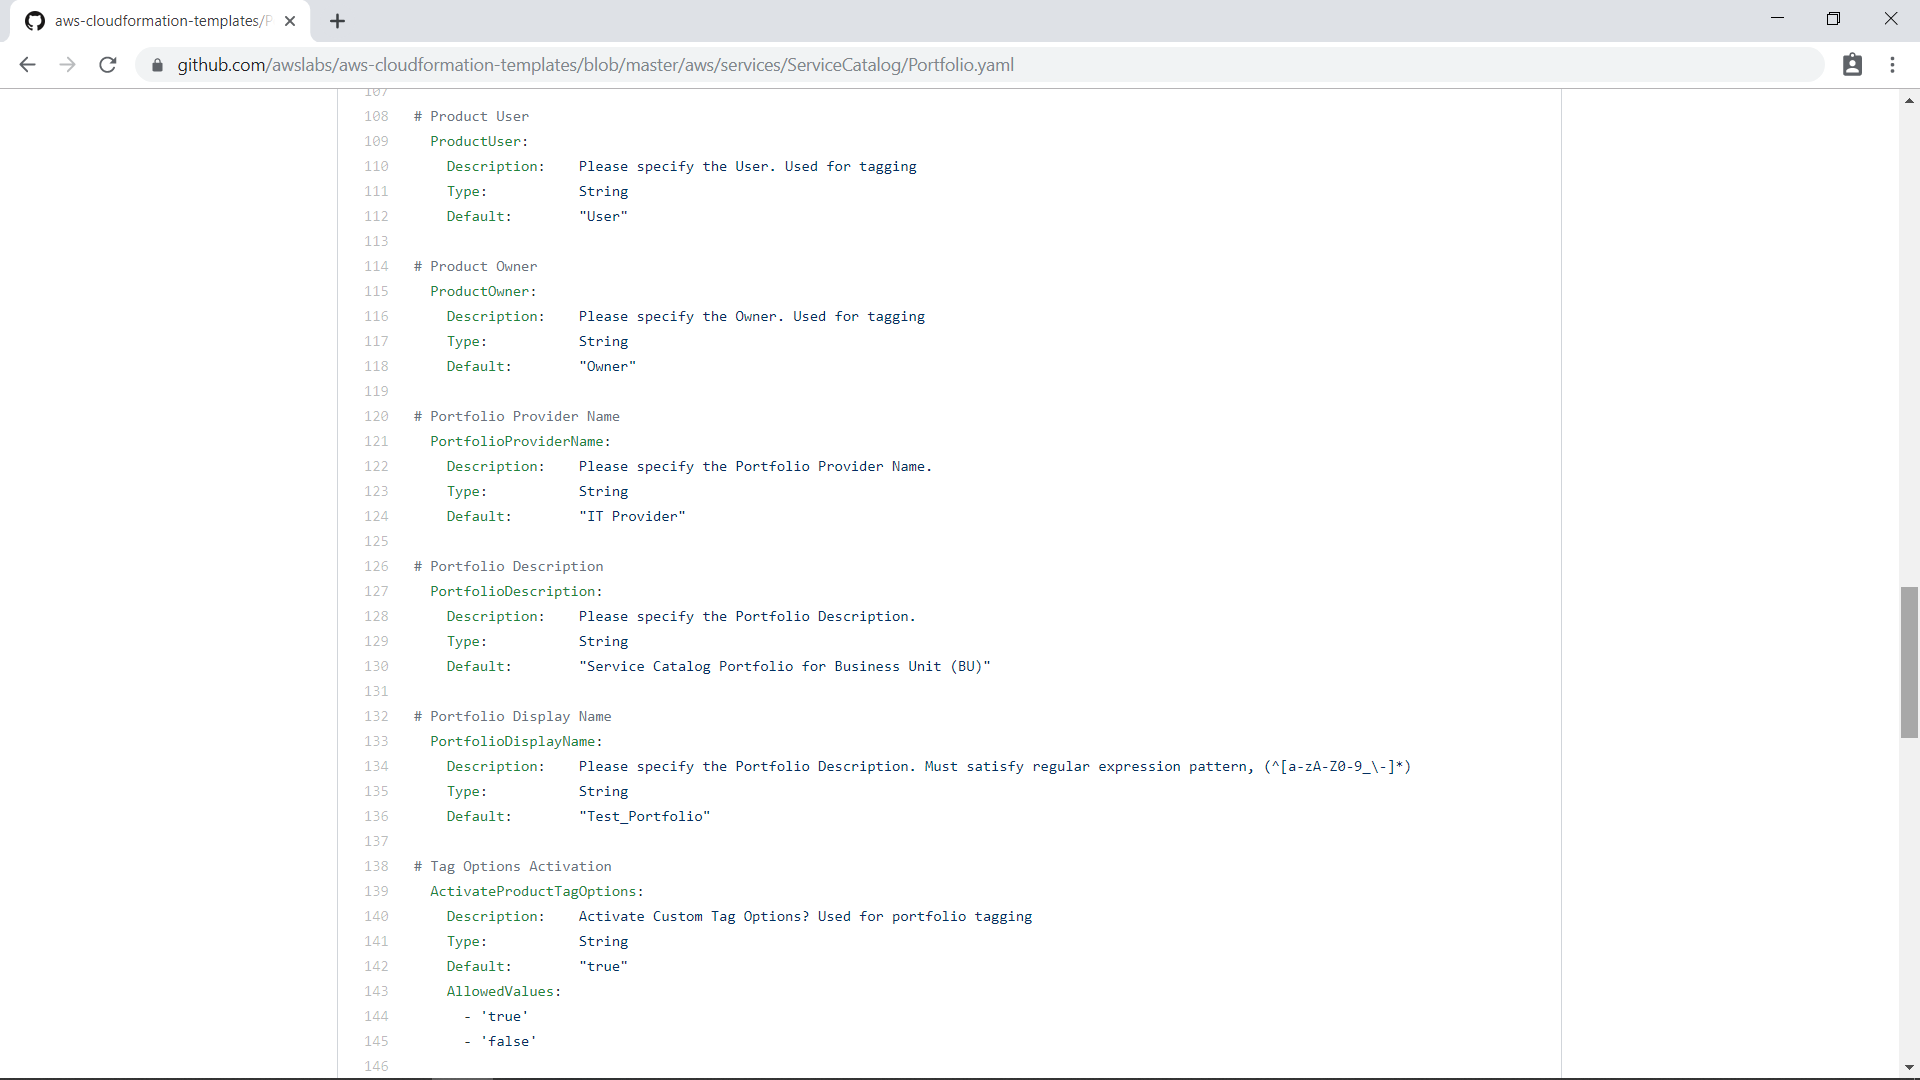 aws-cloudformation-templates/P
github.com/awslabs/aws-cloudformation-templates/blob/master/aws/services/ServiceCatalog/Portfolio.yaml
107
108 # Product User
109 ProductUser:
110 Description: Please specify the User. Used for tagging
111 Type: String
112 Default: "User"
113
114 # Product Owner
115 ProductOwner:
116 Description: Please specify the Owner. Used for tagging
117 Type: String
118 Default: "Owner"
119
120 # Portfolio Provider Name
121 PortfolioProviderName:
122 Description: Please specify the Portfolio Provider Name.
123 Type: String
124 Default: "IT Provider"
125
126 # Portfolio Description
127 PortfolioDescription:
128 Description: Please specify the Portfolio Description.
129 Type: String
130 Default: "Service Catalog Portfolio for Business Unit (BU)"
131
132 # Portfolio Display Name
133 PortfolioDisplayName:
134 Description: Please specify the Portfolio Description. Must satisfy regular expression pattern, (^[a-zA-Z0-9_\-]*)
135 Type: String
136 Default: "Test_Portfolio"
137
138 # Tag Options Activation
139 ActivateProductTagOptions:
140 Description: Activate Custom Tag Options? Used for portfolio tagging
141 Type: String
142 Default: "true"
143 AllowedValues:
144 - 'true'
145 - 'false'
146